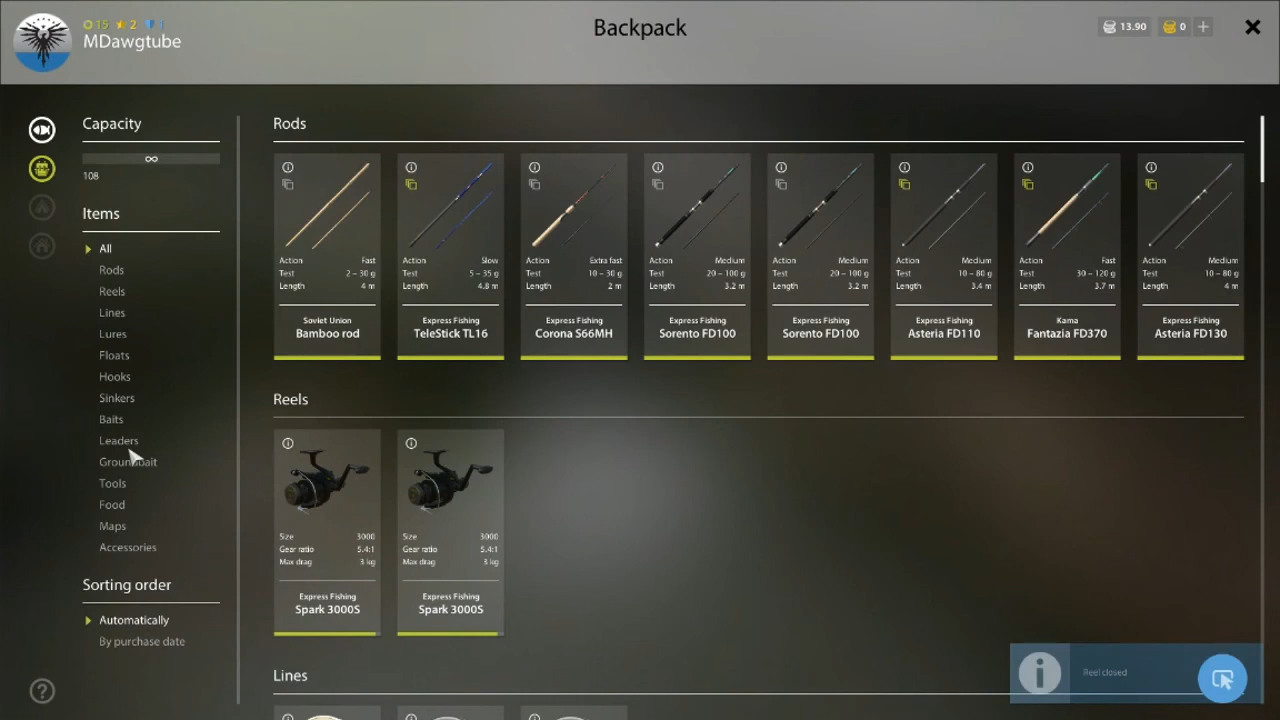 15 2 1
MDawgtube
Backpack
13.90 0 +
Capacity
∞
108
Items
All
Rods
Reels
Lines
Lures
Floats
Hooks
Sinkers
Baits
Leaders
Groundbait
Tools
Food
Maps
Accessories
Sorting order
Automatically
By purchase date
Rods
Action Fast
Test 2 – 30 g
Length 4 m
Soviet Union
Bamboo rod
Action Slow
Test 5 – 35 g
Length 4.8 m
Express Fishing
TeleStick TL16
Action Extra fast
Test 10 – 30 g
Length 2 m
Express Fishing
Corona S66MH
Action Medium
Test 20 – 100 g
Length 3.2 m
Express Fishing
Sorento FD100
Action Medium
Test 20 – 100 g
Length 3.2 m
Express Fishing
Sorento FD100
Action Medium
Test 10 – 80 g
Length 3.4 m
Express Fishing
Asteria FD110
Action Fast
Test 30 – 120 g
Length 3.7 m
Kama
Fantazia FD370
Action Medium
Test 10 – 80 g
Length 4 m
Express Fishing
Asteria FD130
Reels
Size 3000
Gear ratio 5.4:1
Max drag 3 kg
Express Fishing
Spark 3000S
Size 3000
Gear ratio 5.4:1
Max drag 3 kg
Express Fishing
Spark 3000S
Lines
Reel closed
?